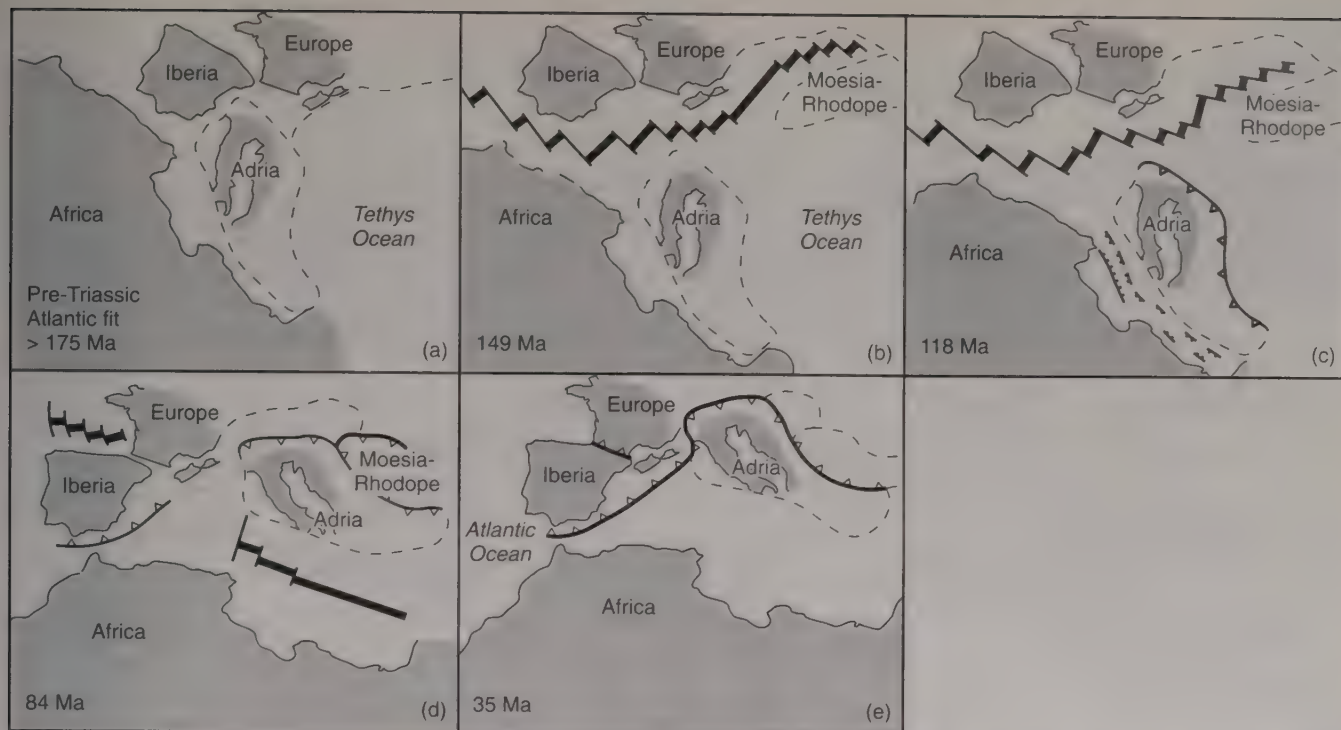 Europe
Iberia
Adria
Africa
Tethys
Ocean
Pre-Triassic
Atlantic fit
> 175 Ma
(a)
Europe
Iberia
Moesia-
Rhodope
Adria
Africa
Tethys
Ocean
149 Ma
(b)
Europe
Iberia
Moesia-
Rhodope
Adria
Africa
118 Ma
(c)
Europe
Iberia
Moesia-
Rhodope
Adria
Africa
84 Ma
(d)
Europe
Iberia
Adria
Atlantic
Ocean
Africa
35 Ma
(e)